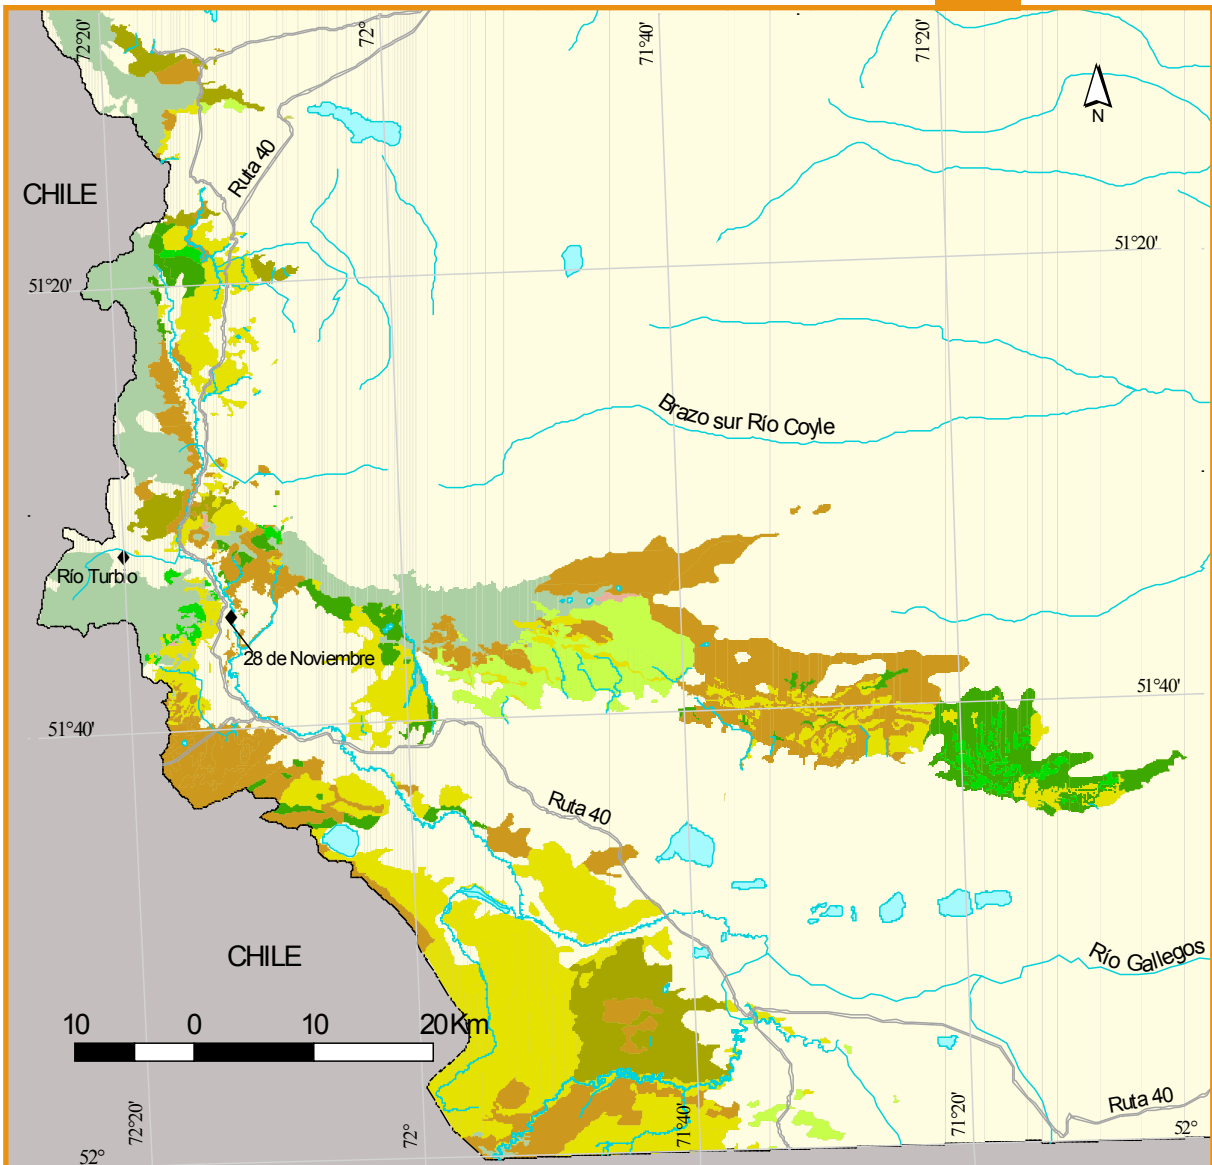 72°20'
72°
71°40'
71°20'
N
Ruta 40
CHILE
51°20'
51°20'
Brazo sur Río Coyle
Río Turbio
28 de Noviembre
51°40'
51°40'
Ruta 40
CHILE
Río Gallegos
10 0 10 20 Km
72°20'
72°
71°40'
71°20'
Ruta 40
52°
52°